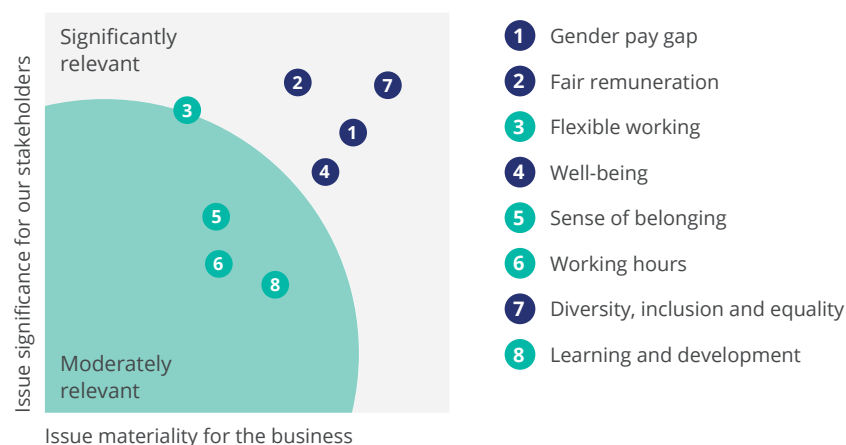 Significantly
relevant
2
7
3
1
4
5
6
8
Moderately
relevant
Issue significance for our stakeholders
Issue materiality for the business
1 Gender pay gap
2 Fair remuneration
3 Flexible working
4 Well-being
5 Sense of belonging
6 Working hours
7 Diversity, inclusion and equality
8 Learning and development